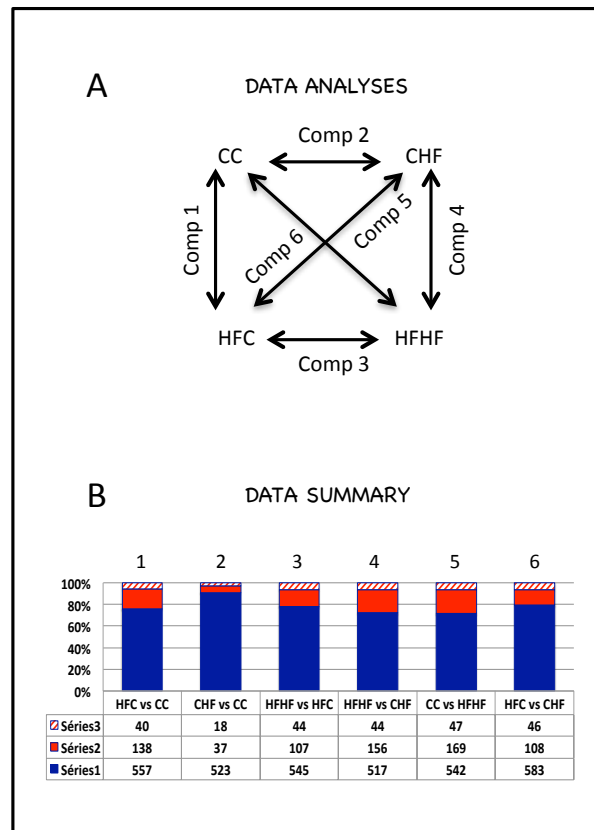 A DATA ANALYSES
Comp 2
CC CHF
Comp 1
Comp 6
Comp 5
Comp 4
HFC HFHF
Comp 3
B DATA SUMMARY
1 2 3 4 5 6
100%
80%
60%
40%
20%
0%
HFC vs CC CHF vs CC HFHF vs HFC HFHF vs CHF CC vs HFHF HFC vs CHF
Séries3 40 18 44 44 47 46
Séries2 138 37 107 156 169 108
Séries1 557 523 545 517 542 583